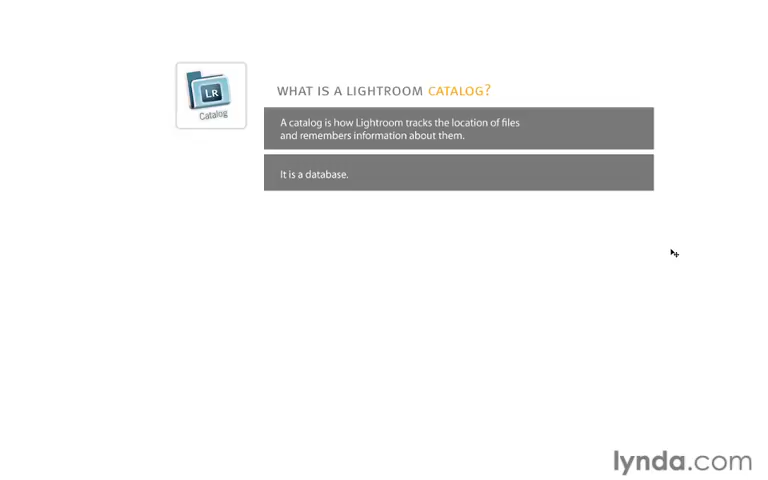 LR
Catalog
WHAT IS A LIGHTROOM CATALOG?
A catalog is how Lightroom tracks the location of files
and remembers information about them.
It is a database.
lynda.com